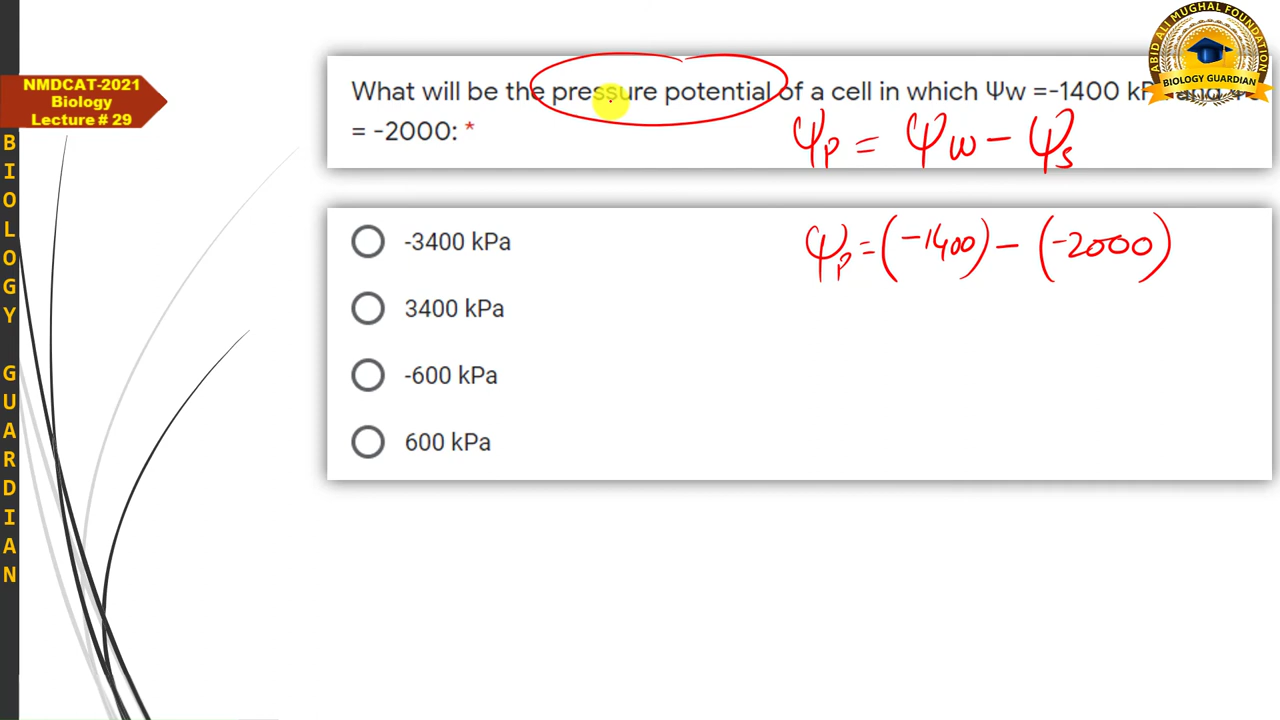 NMDCAT-2021
Biology
Lecture # 29
BIOLOGY GUARDIAN
ABID ALI MUGHAL FOUNDATION
BIOLOGY GUARDIAN
What will be the pressure potential of a cell in which Ψw =-1400
= -2000: *
Ψp = Ψw - Ψs
-3400 kPa
Ψp = (-1400) - (-2000)
3400 kPa
-600 kPa
600 kPa